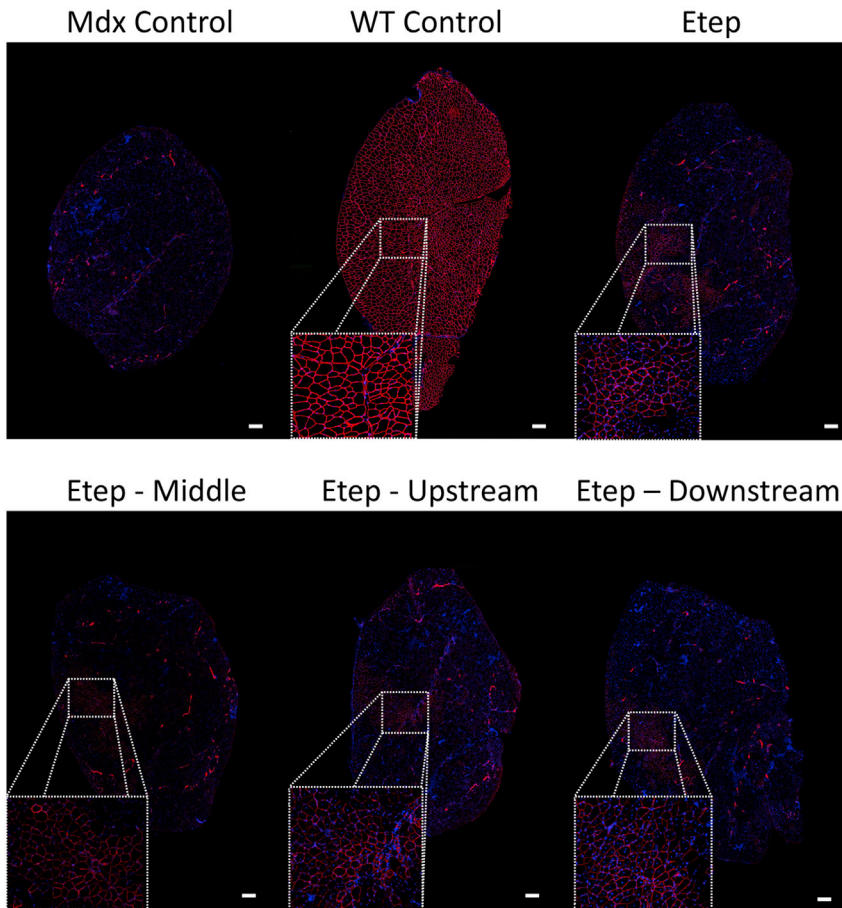 Mdx Control WT Control Etep
Etep - Middle Etep - Upstream Etep – Downstream